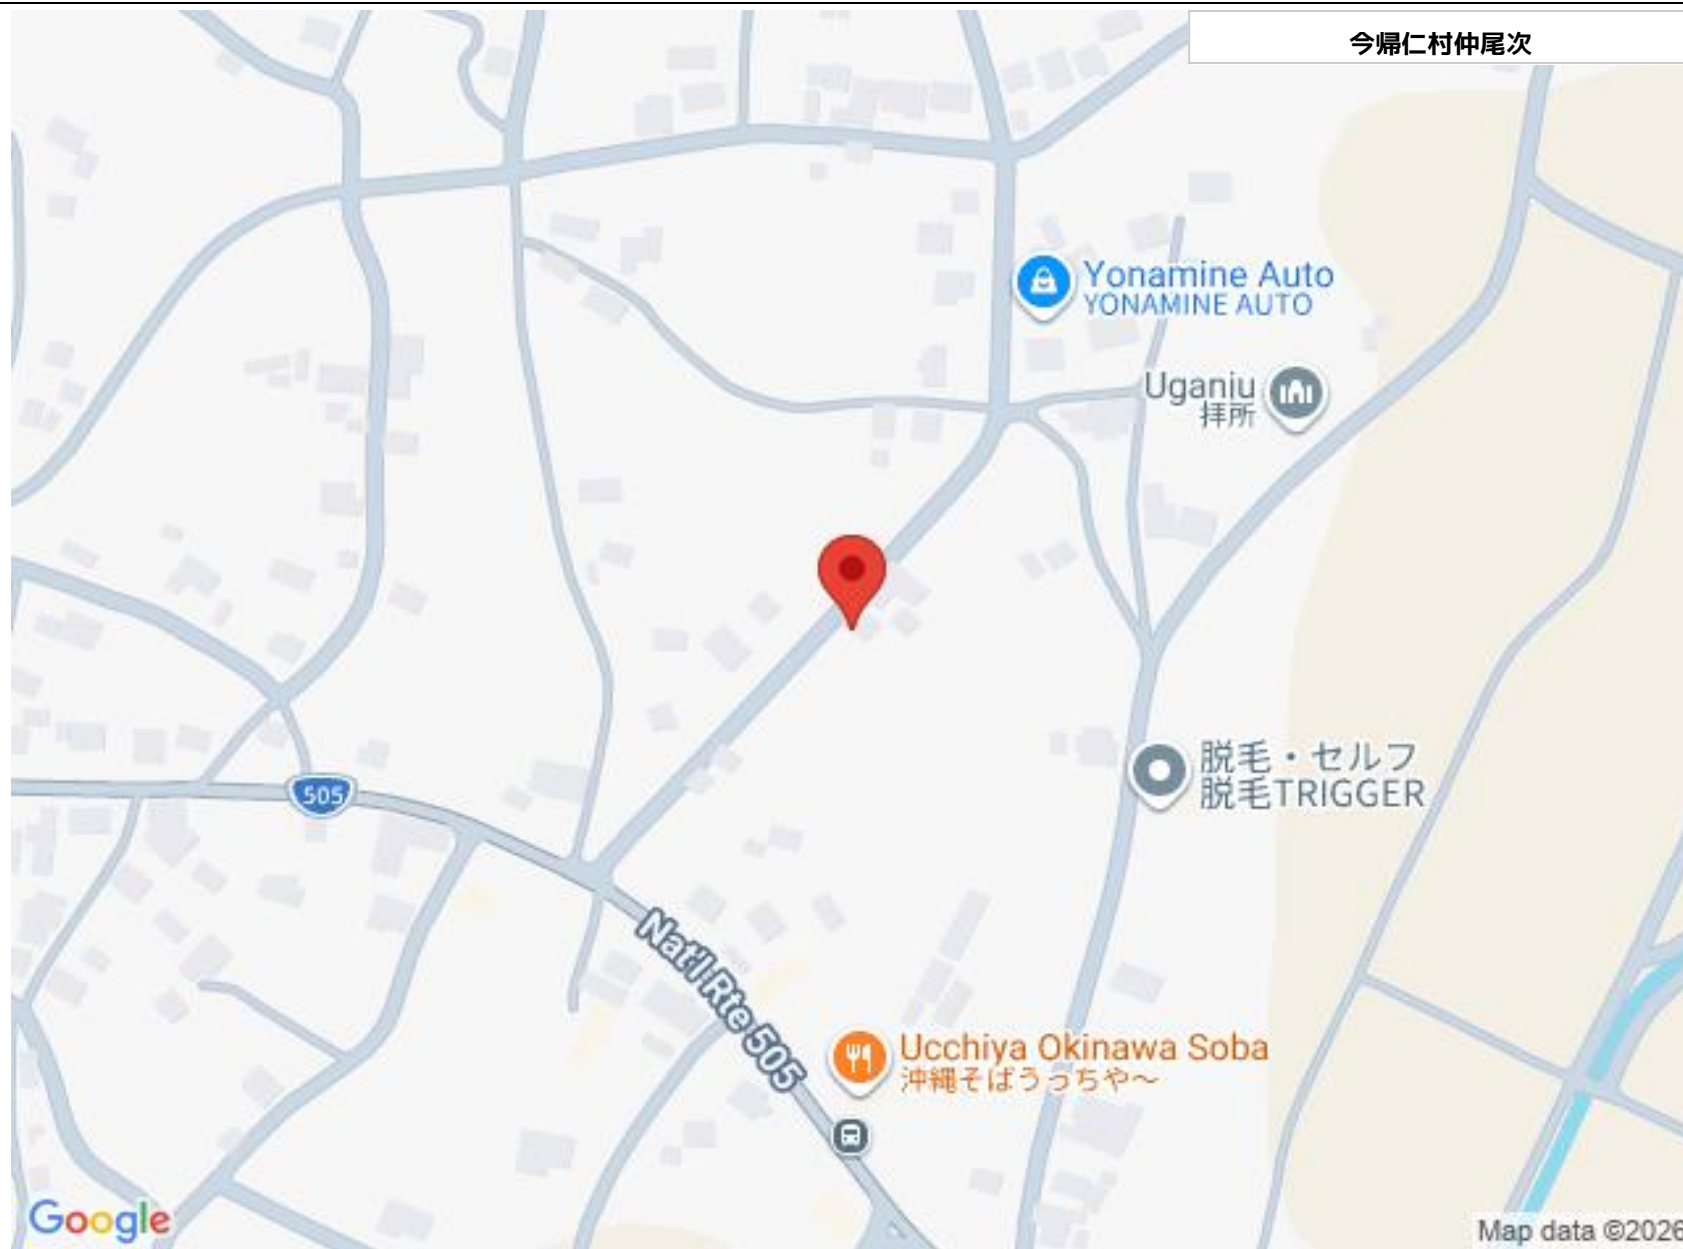 今帰仁村仲尾次
Yonamine Auto
YONAMINE AUTO
Uganju
拝所
脱毛・セルフ
脱毛TRIGGER
505
Nat'l Rte 505
Ucchiya Okinawa Soba
沖縄そばうっちや〜
Google
Map data ©2026